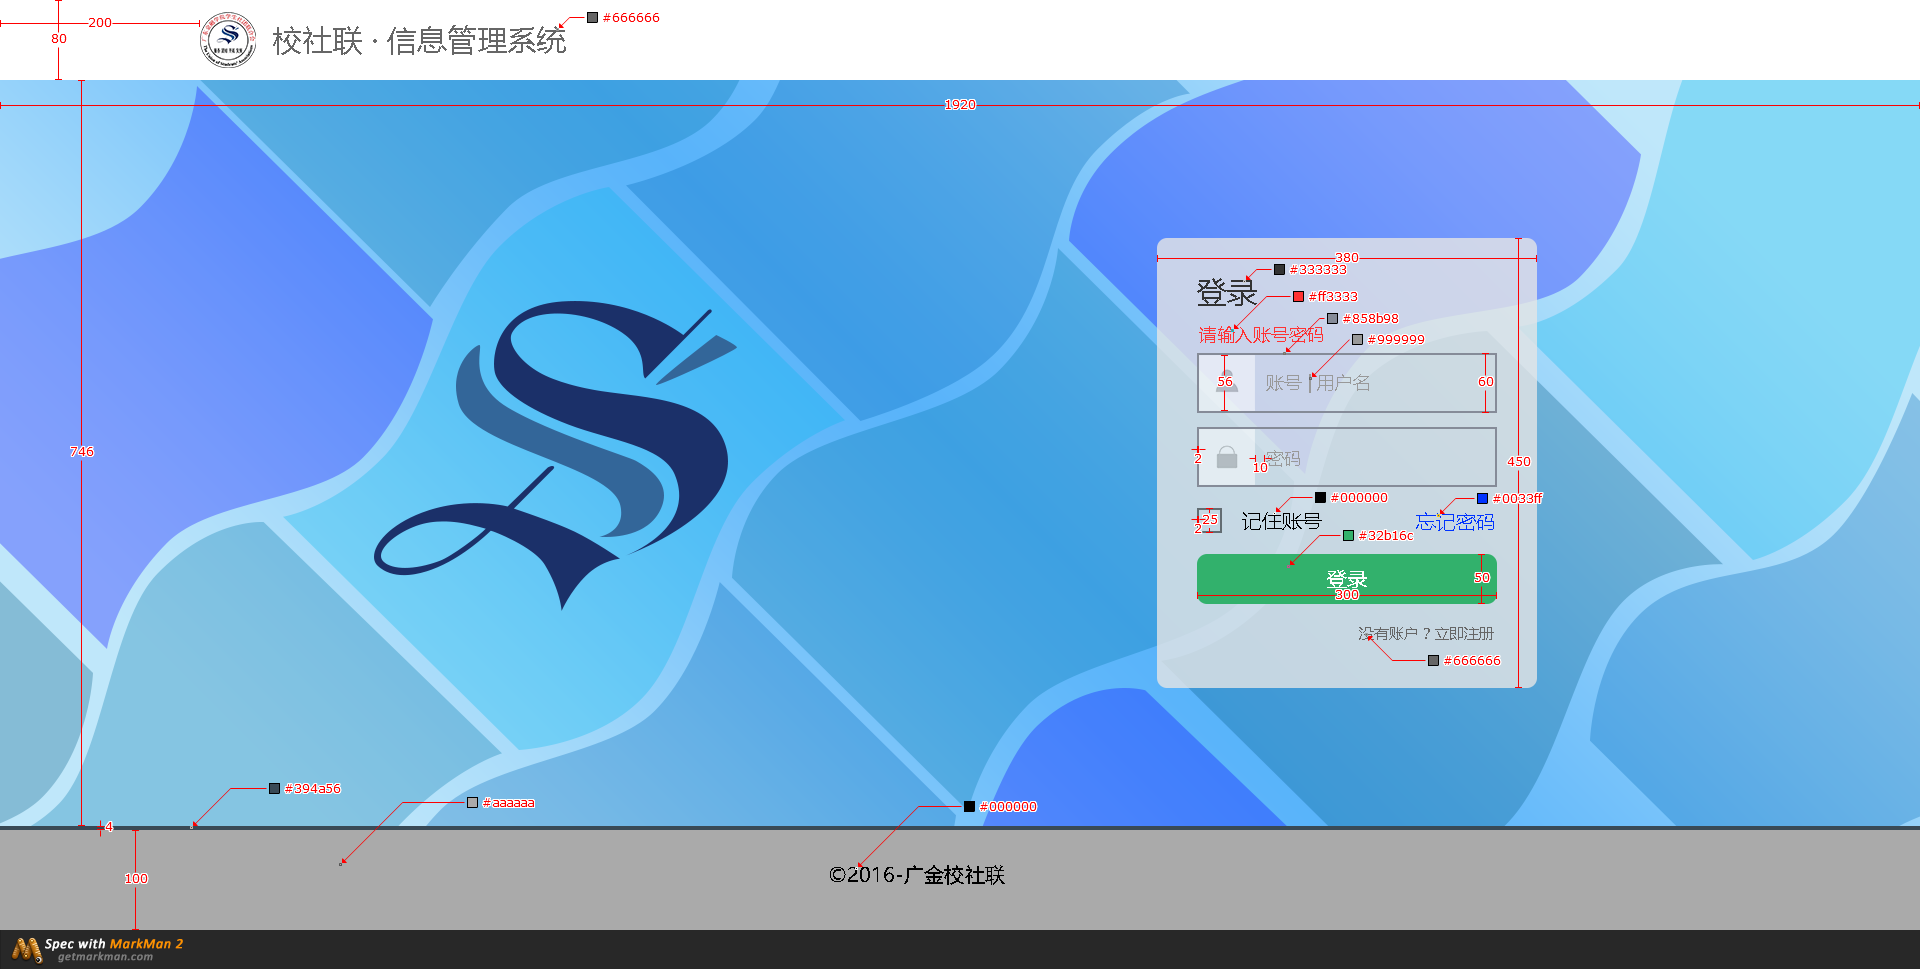 200
80
校社联 · 信息管理系统
#666666
1920
746
380
#333333
登录
#ff3333
请输入账号密码
#858b98
#999999
56
账号 | 用户名
60
2
10
密码
450
25
2
记住账号
#000000
忘记密码
#0033ff
#32b16c
登录
50
300
没有账户？立即注册
#666666
#394a56
#aaaaaa
#000000
4
100
©2016-广金校社联
Spec with MarkMan 2
getmarkman.com